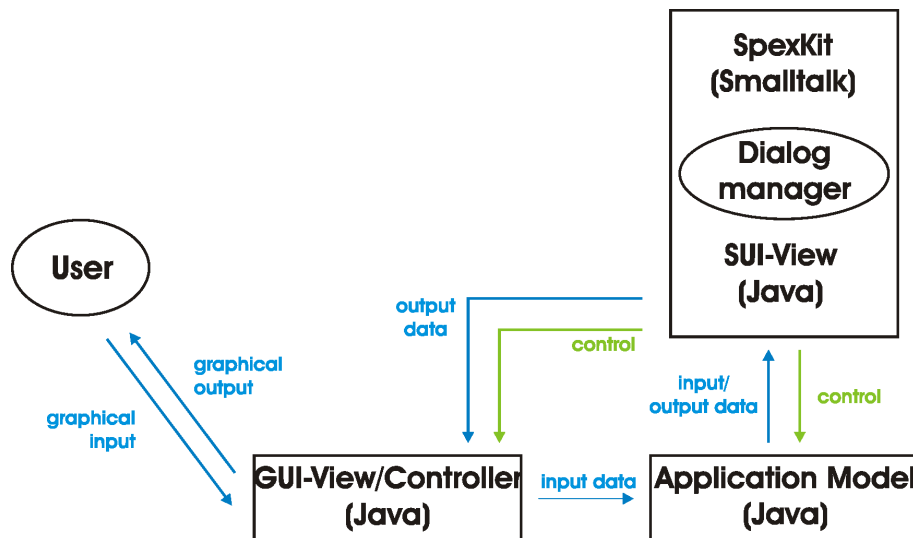 SpexKit
(Smalltalk)
Dialog
manager
SUI-View
(Java)
User
output
data
control
graphical
output
graphical
input
input/
output data
control
GUI-View/Controller
(Java)
input data
Application Model
(Java)